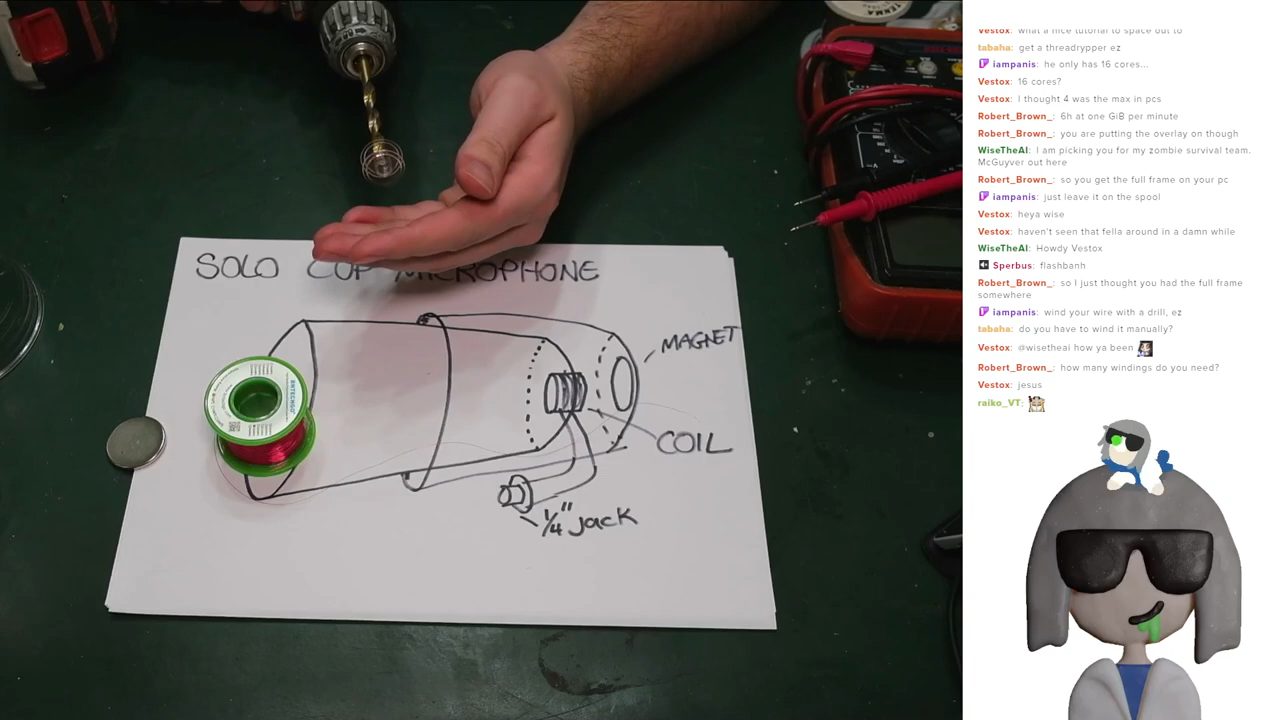 SOLO CUP MICROPHONE
MAGNET
COIL
1/4" Jack
Vestox: what a nice tutorial to space out to
tabaha: get a threadrypper ez
iampanis: he only has 16 cores...
Vestox: 16 cores?
Vestox: I thought 4 was the max in pcs
Robert_Brown_: 6h at one GiB per minute
Robert_Brown_: you are putting the overlay on though
WiseTheAI: I am picking you for my zombie survival team.
McGuyver out here
Robert_Brown_: so you get the full frame on your pc
iampanis: just leave it on the spool
Vestox: heya wise
Vestox: haven't seen that fella around in a damn while
WiseTheAI: Howdy Vestox
Sperbus: flashbanh
Robert_Brown_: so I just thought you had the full frame
somewhere
iampanis: wind your wire with a drill, ez
tabaha: do you have to wind it manually?
Vestox: @wisetheai how ya been
Robert_Brown_: how many windings do you need?
Vestox: jesus
raiko_VT: